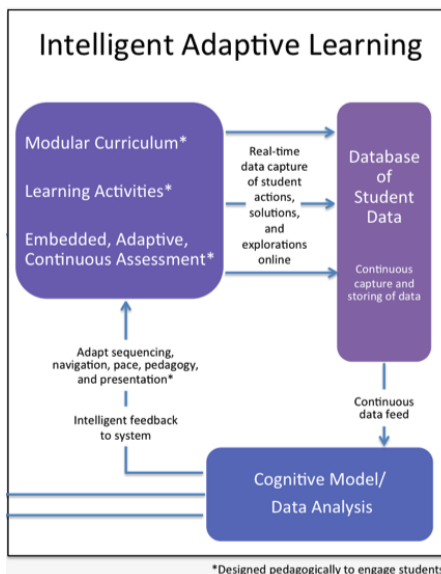 Intelligent Adaptive Learning
Modular Curriculum*
Learning Activities*
Embedded, Adaptive,
Continuous Assessment*
Real-time
data capture
of student
actions,
solutions,
and
explorations
online
Database
of
Student
Data
Continuous
capture and
storing of data
Adapt sequencing,
navigation, pace, pedagogy,
and presentation*
Intelligent feedback
to system
Continuous
data feed
Cognitive Model/
Data Analysis
*Designed pedagogically to engage students